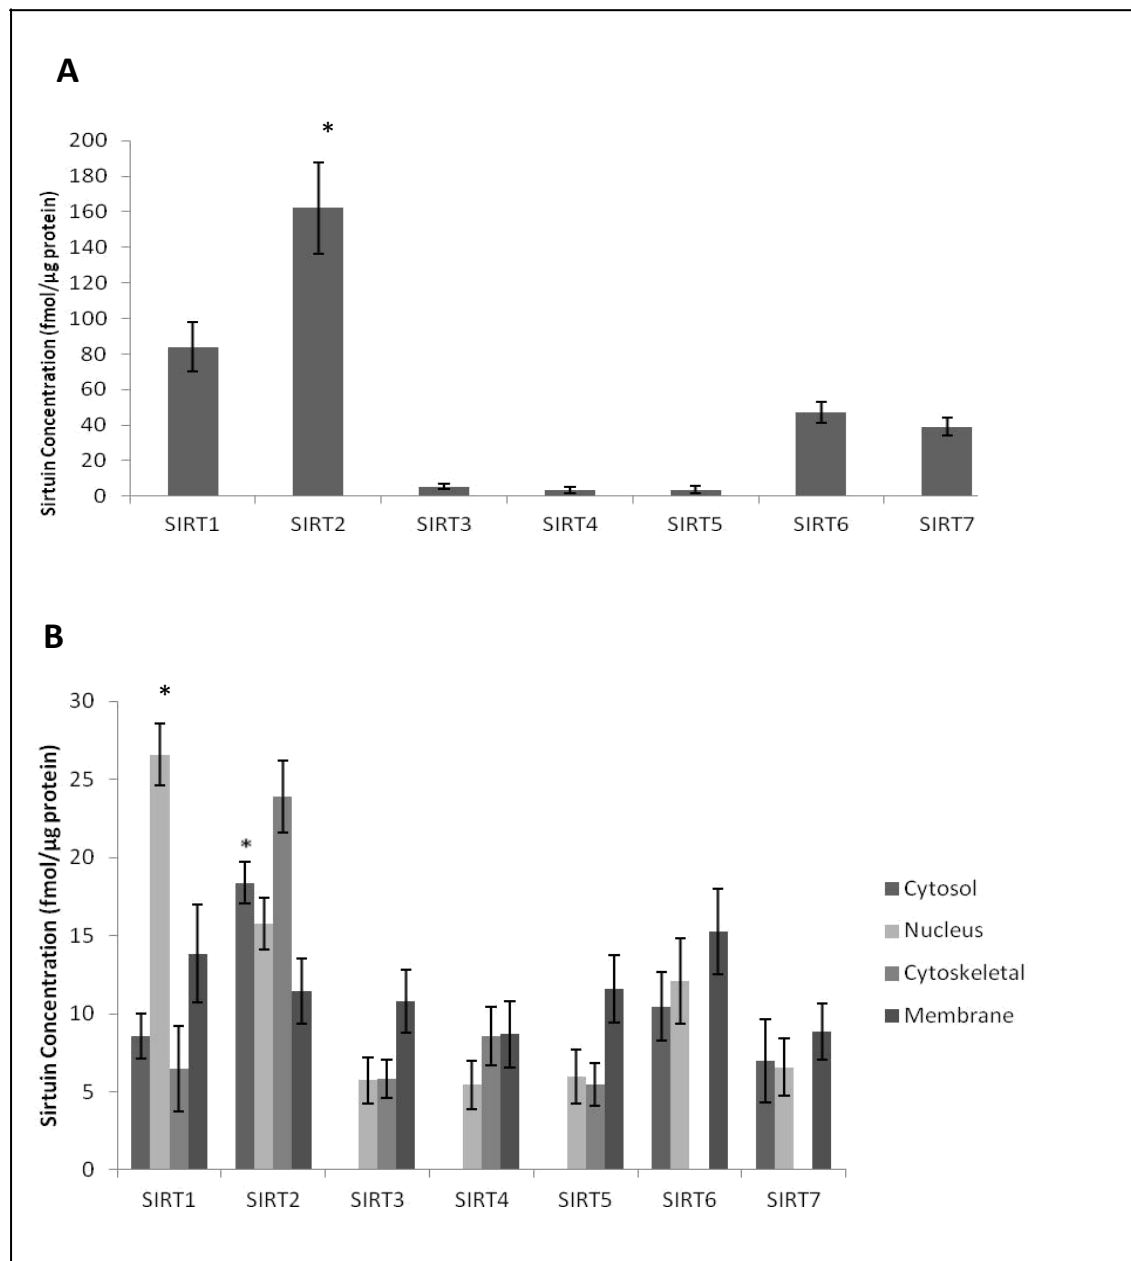 A
*
Sirtuin Concentration (fmol/µg protein)
200
180
160
140
120
100
80
60
40
20
0
SIRT1 SIRT2 SIRT3 SIRT4 SIRT5 SIRT6 SIRT7
B
*
*
Sirtuin Concentration (fmol/µg protein)
30
25
20
15
10
5
0
SIRT1 SIRT2 SIRT3 SIRT4 SIRT5 SIRT6 SIRT7
Cytosol
Nucleus
Cytoskeletal
Membrane